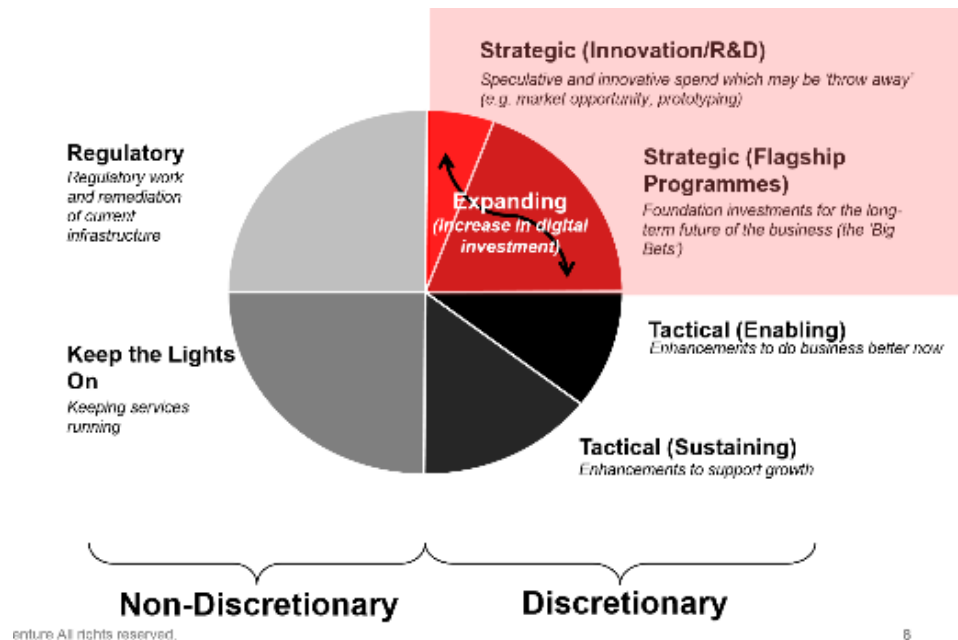 Strategic (Innovation/R&D)
Speculative and innovative spend which may be 'throw away'
(e.g. market opportunity, prototyping)
Regulatory
Regulatory work
and remediation
of current
infrastructure
Strategic (Flagship
Programmes)
Foundation investments for the long-
term future of the business (the 'Big
Bets')
Expanding
(Increase in digital
investment)
Tactical (Enabling)
Enhancements to do business better now
Keep the Lights
On
Keeping services
running
Tactical (Sustaining)
Enhancements to support growth
Non-Discretionary
Discretionary
enture All rights reserved.
8